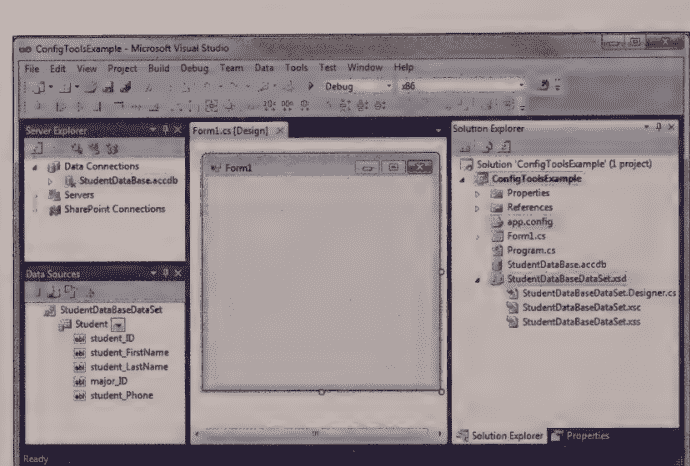 ConfigToolsExample - Microsoft Visual Studio
File Edit View Project Build Debug Team Data Tools Test Window Help
Debug x86
Server Explorer
Data Connections
StudentDataBase.accdb
Servers
SharePoint Connections
Data Sources
StudentDataBaseDataSet
Student
student_ID
student_FirstName
student_LastName
major_ID
student_Phone
Form1.cs [Design]
Form1
Solution Explorer
Solution 'ConfigToolsExample' (1 project)
ConfigToolsExample
Properties
References
app.config
Form1.cs
Program.cs
StudentDataBase.accdb
StudentDataBaseDataSet.xsd
StudentDataBaseDataSet.Designer.cs
StudentDataBaseDataSet.xsc
StudentDataBaseDataSet.xss
Solution Explorer Properties
Ready